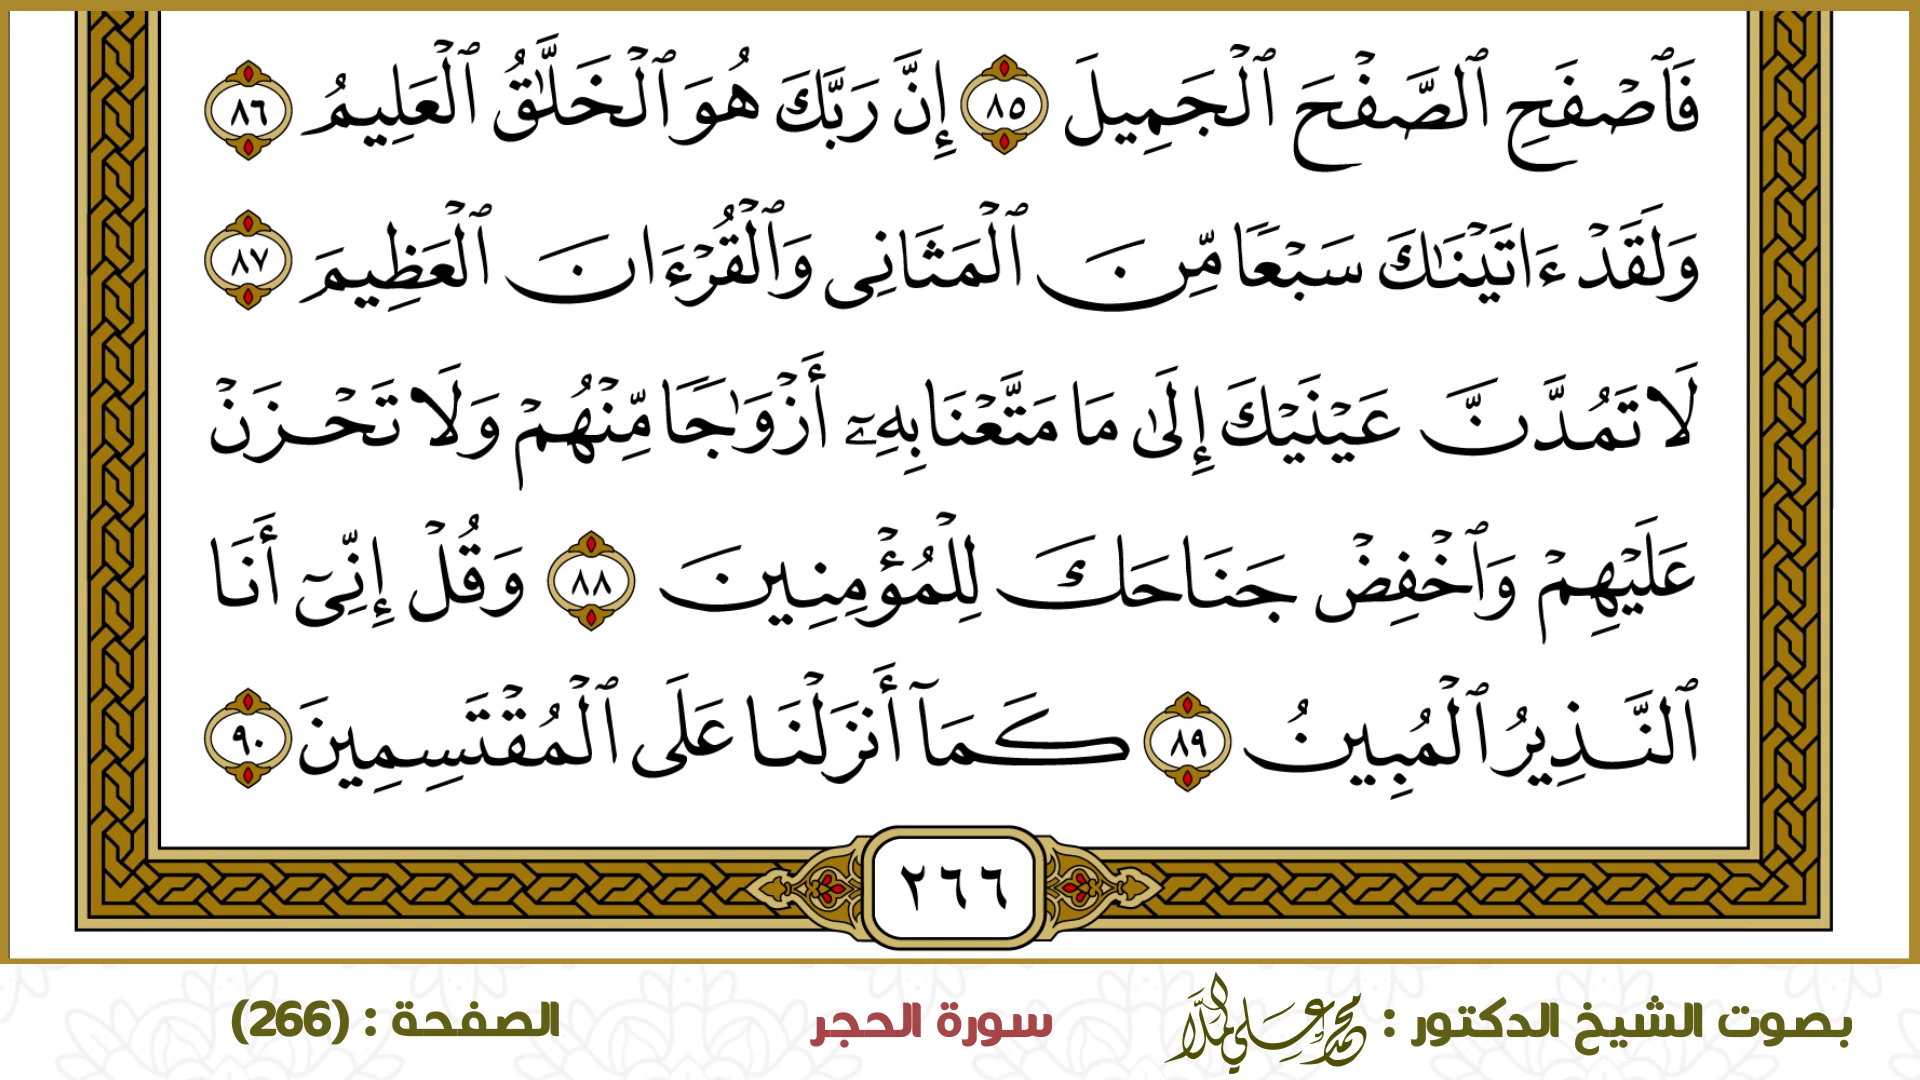 فَٱصۡفَحِ ٱلصَّفۡحَ ٱلۡجَمِيلَ ٨٥ إِنَّ رَبَّكَ هُوَ ٱلۡخَلَّٰقُ ٱلۡعَلِيمُ ٨٦
وَلَقَدۡ ءَاتَيۡنَٰكَ سَبۡعٗا مِّنَ ٱلۡمَثَانِي وَٱلۡقُرۡءَانَ ٱلۡعَظِيمَ ٨٧
لَا تَمُدَّنَّ عَيۡنَيۡكَ إِلَىٰ مَا مَتَّعۡنَا بِهِۦٓ أَزۡوَٰجٗا مِّنۡهُمۡ وَلَا تَحۡزَنۡ
عَلَيۡهِمۡ وَٱخۡفِضۡ جَنَاحَكَ لِلۡمُؤۡمِنِينَ ٨٨ وَقُلۡ إِنِّيٓ أَنَا
ٱلنَّذِيرُ ٱلۡمُبِينُ ٨٩ كَمَآ أَنزَلۡنَا عَلَى ٱلۡمُقۡتَسِمِينَ ٩٠
٢٦٦
بصوت الشيخ الدكتور : محمد علي الملا سورة الحجر الصفحة : (266)